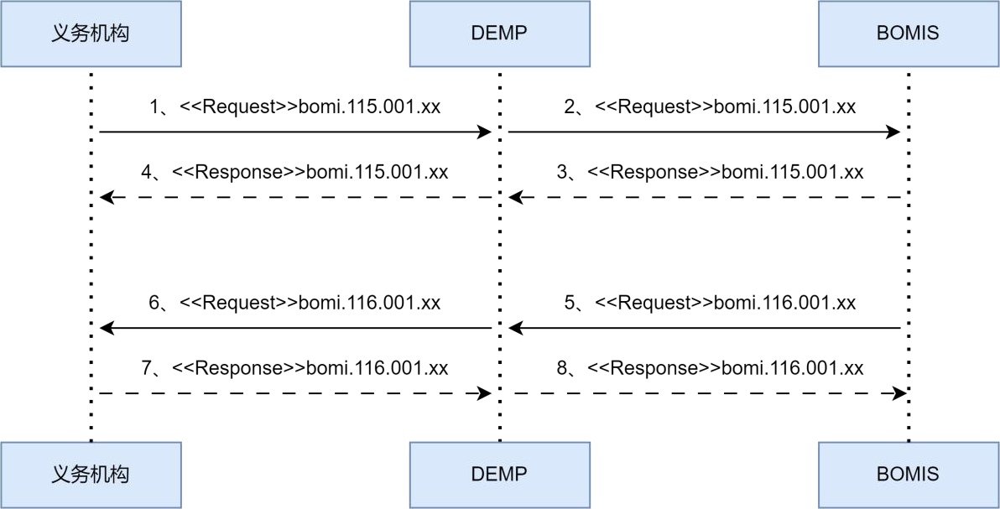 义务机构
DEMP
BOMIS
1、<<Request>>bomi.115.001.xx
2、<<Request>>bomi.115.001.xx
4、<<Response>>bomi.115.001.xx
3、<<Response>>bomi.115.001.xx
6、<<Request>>bomi.116.001.xx
5、<<Request>>bomi.116.001.xx
7、<<Response>>bomi.116.001.xx
8、<<Response>>bomi.116.001.xx
义务机构
DEMP
BOMIS